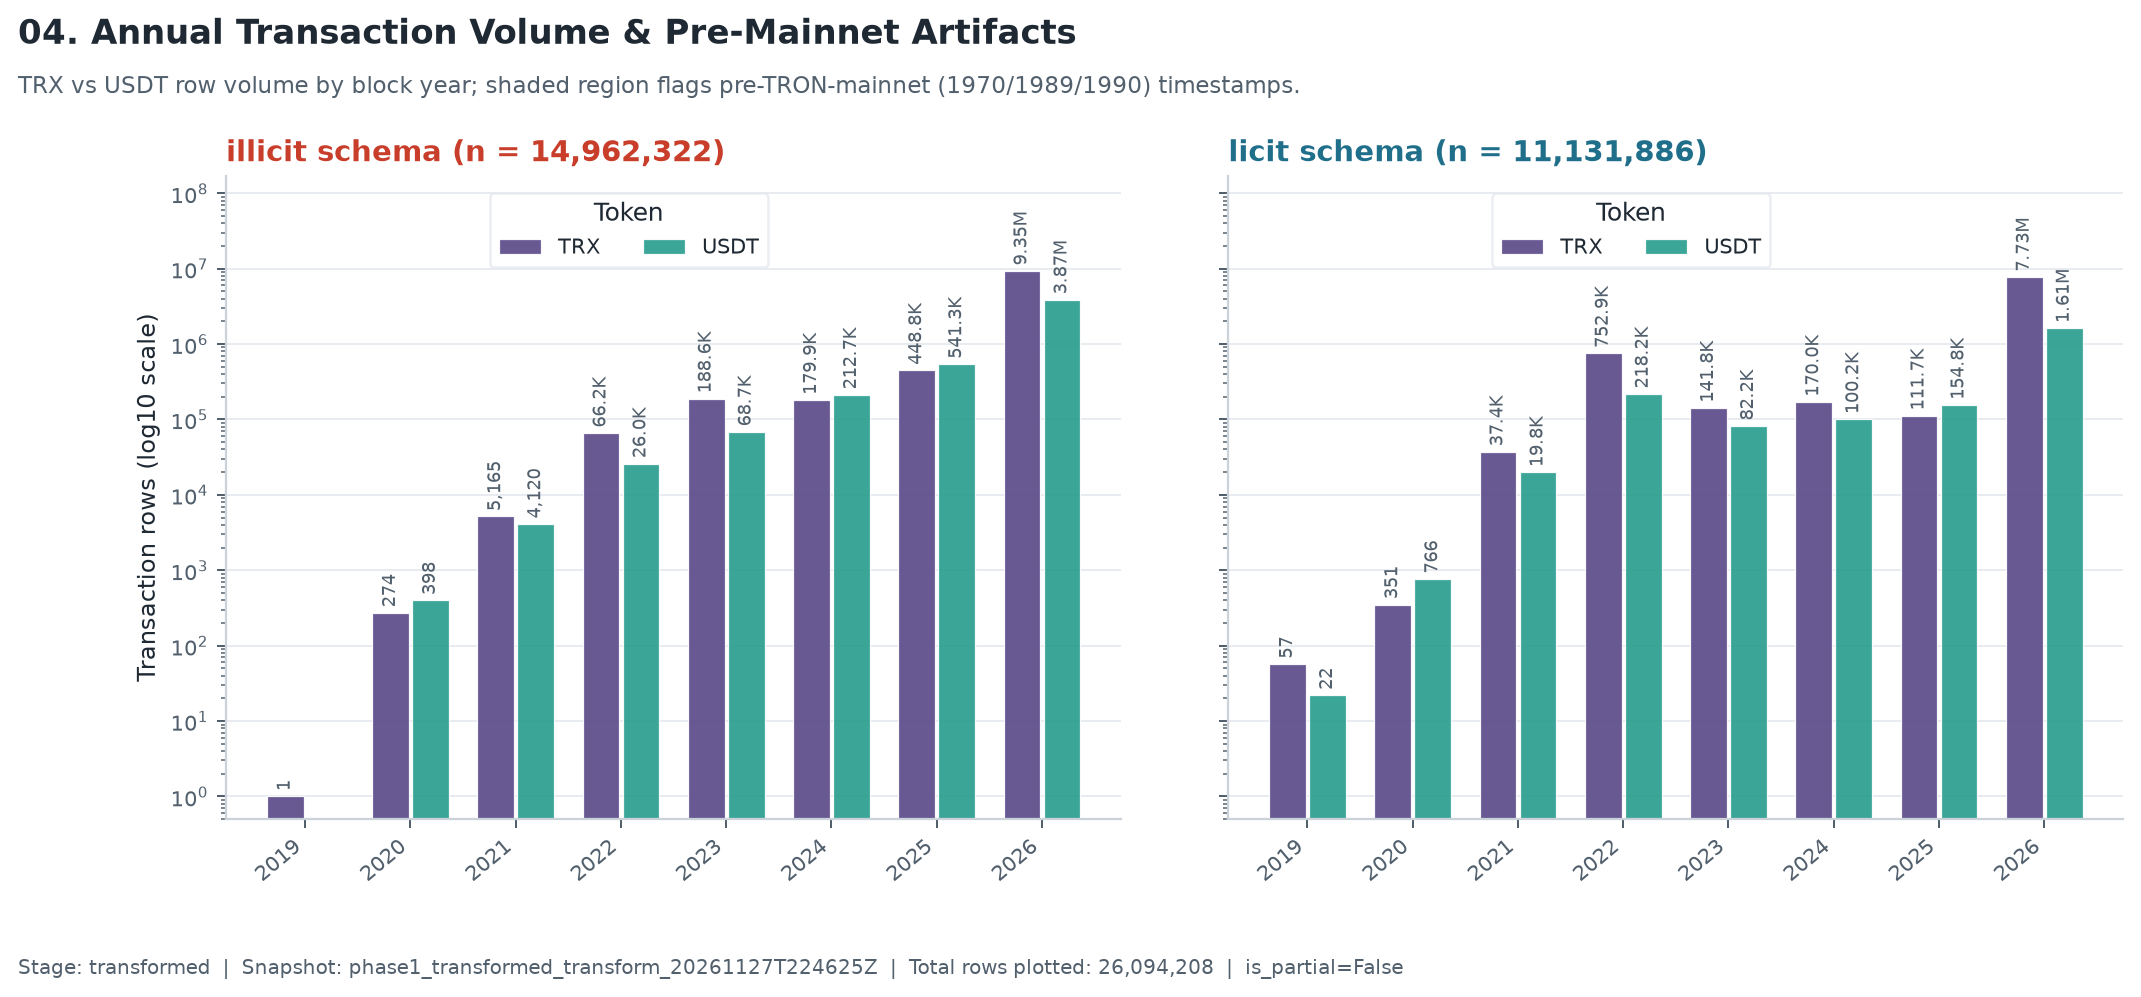 04. Annual Transaction Volume & Pre-Mainnet Artifacts
TRX vs USDT row volume by block year; shaded region flags pre-TRON-mainnet (1970/1989/1990) timestamps.
illicit schema (n = 14,962,322)
Transaction rows (log10 scale)
10⁸
10⁷
10⁶
10⁵
10⁴
10³
10²
10¹
10⁰
Token
TRX USDT
1
274
398
5,165
4,120
66.2K
26.0K
188.6K
68.7K
179.9K
212.7K
448.8K
541.3K
9.35M
3.87M
2019 2020 2021 2022 2023 2024 2025 2026
licit schema (n = 11,131,886)
Token
TRX USDT
57
22
351
766
37.4K
19.8K
752.9K
218.2K
141.8K
82.2K
170.0K
100.2K
111.7K
154.8K
7.73M
1.61M
2019 2020 2021 2022 2023 2024 2025 2026
Stage: transformed | Snapshot: phase1_transformed_transform_20261127T224625Z | Total rows plotted: 26,094,208 | is_partial=False